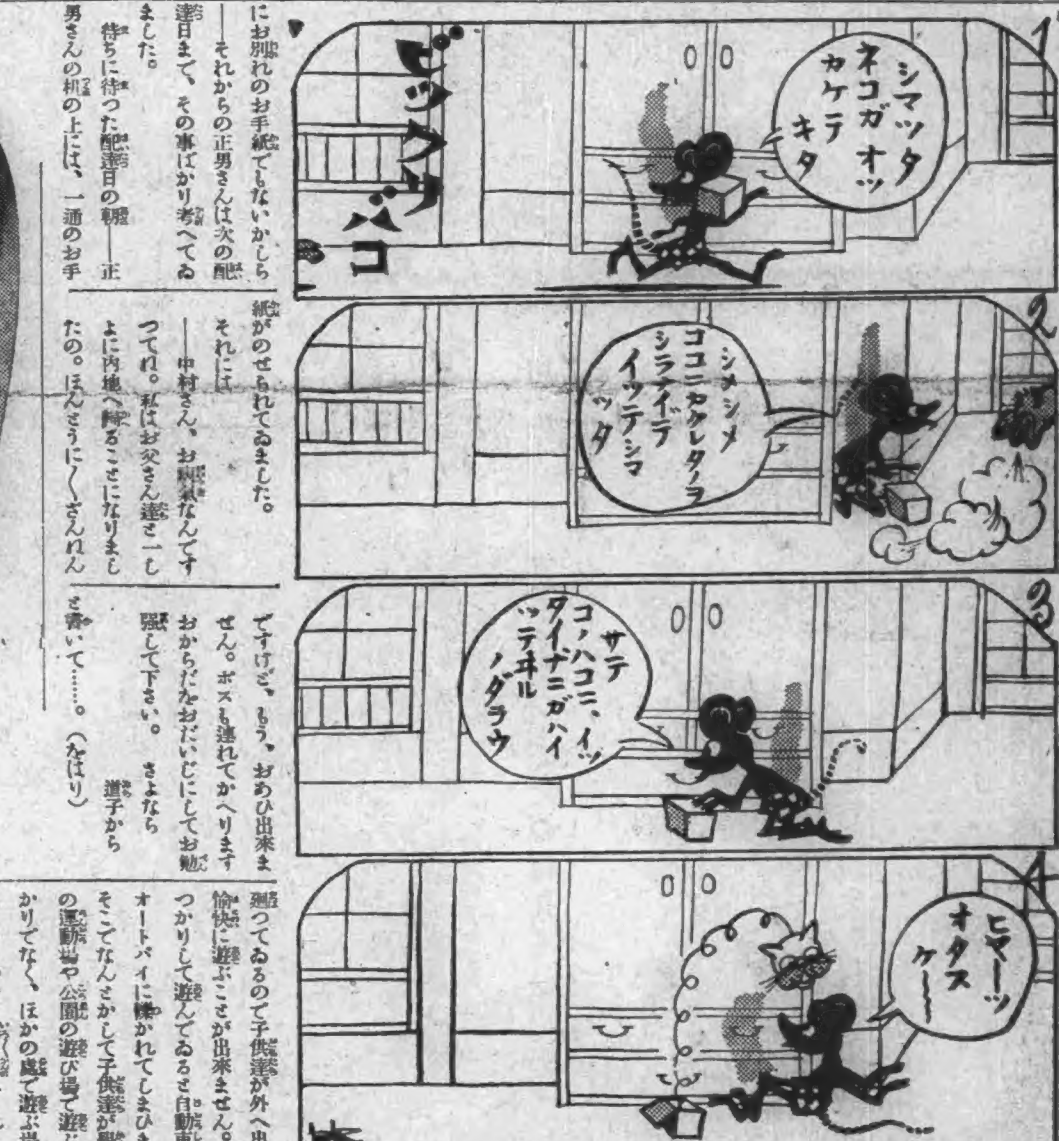 ビックリバコ
1
シマツタ
ネコガ オツ
カケテ
キタ
2
シメシメ
ココニカクレタノヲ
シラナイデ
イツテシマ
ツタ
3
サテ
コノハコニ、イツ
タイナニガハイ
ツテヰル
ノダラウ
4
ヒヤーツ
オタス
ケー
にお別れのお手紙でもないかしら
――それからの正男さんは次の配
達日まで、その事ばかり考へてゐ
ました。
待ちに待つた配達日の朝――正
男さんの机の上には、一通のお手
紙がのせられてゐました。
それには
――中村さん、お病氣なんです
つてね。私はお父さん達と一し
よに内地へ歸ることになりまし
たの。ほんたうに〱ざんねん
ですけど、もう、おあひ出來ま
せん。ボスも連れてかへります
おからだをおだいじにしてお勉
强して下さい。 さよなら
道子から
と書いて……。(をはり)
廻つてゐるので子供達が外へ出
愉快に遊ぶことが出來ません。
つかりして遊んでゐると自動車
オートバイに轢かれてしまひま
そこでなんとかして子供達が
の運動場や公園の遊び場で遊ぶ
かりでなく、ほかの處で遊ぶ